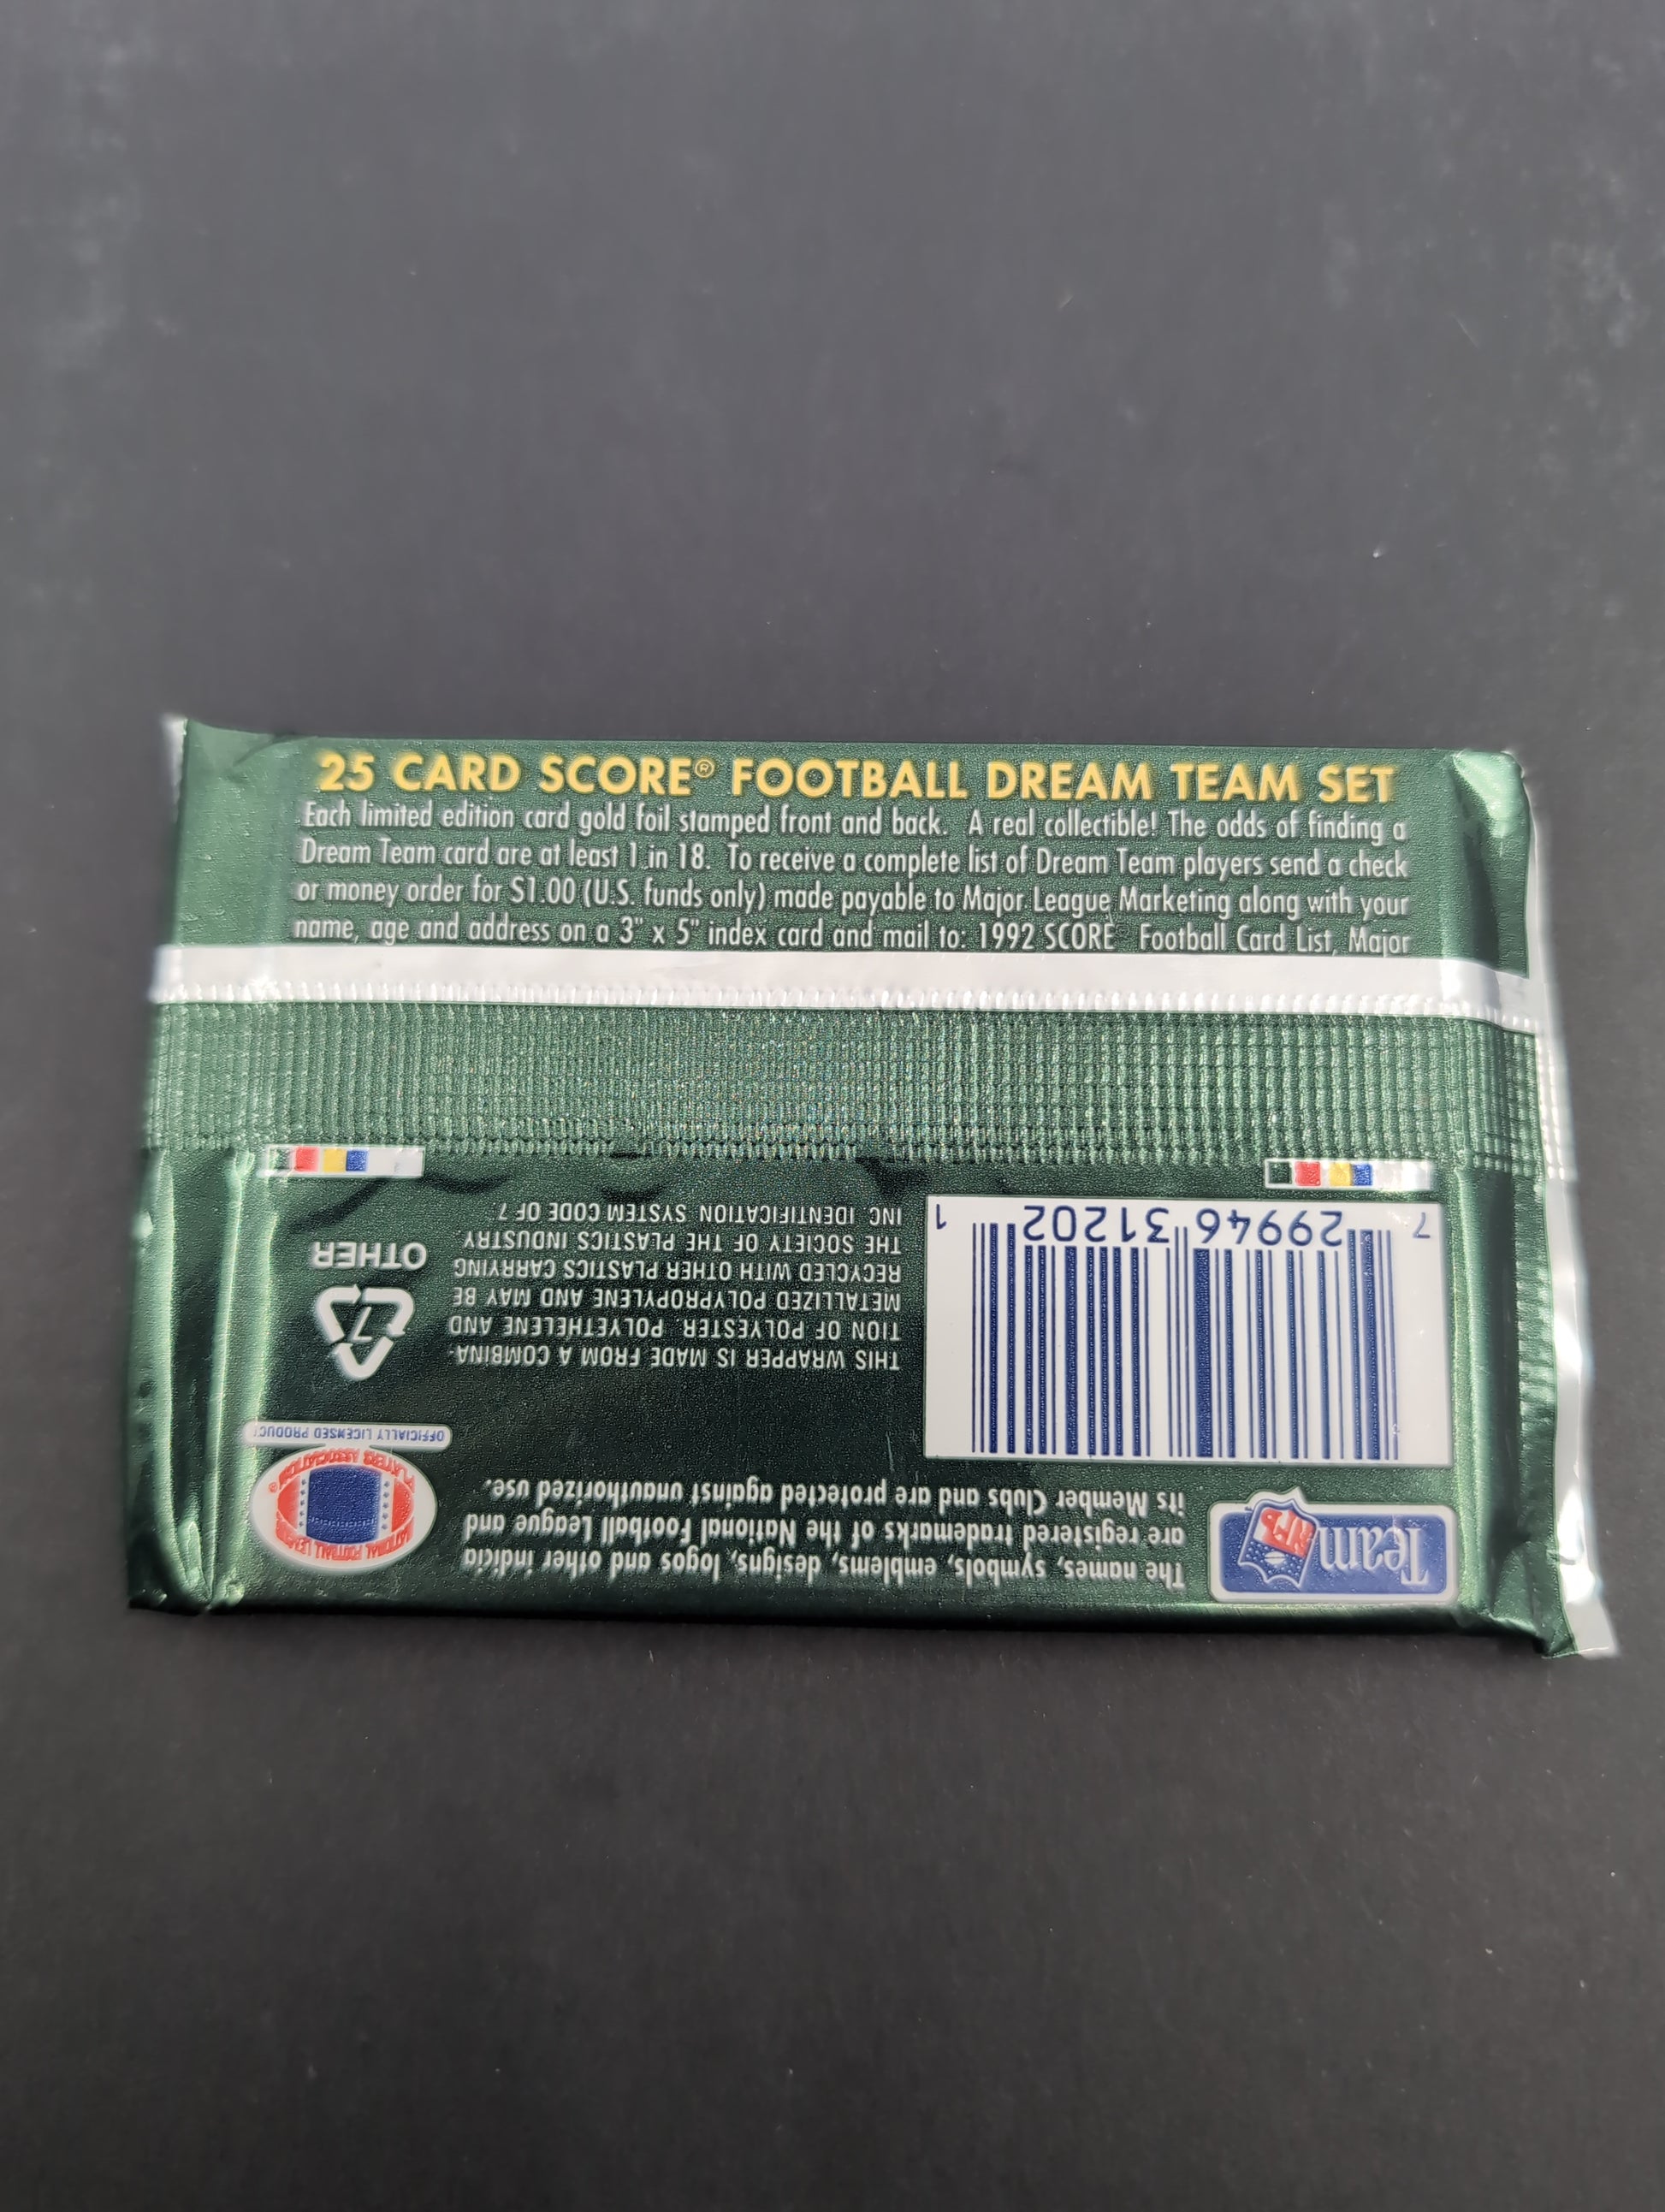 25 CARD SCORE® FOOTBALL DREAM TEAM SET
Each limited edition card gold foil stamped front and back. A real collectible! The odds of finding a
Dream Team card are at least 1 in 18. To receive a complete list of Dream Team players send a check
or money order for $1.00 (U.S. funds only) made payable to Major League Marketing along with your
name, age and address on a 3" x 5" index card and mail to: 1992 SCORE® Football Card List, Major
Team NFL
The names, symbols, emblems, designs, logos and other indicia
are registered trademarks of the National Football League and
its Member Clubs and are protected against unauthorized use.
NATIONAL FOOTBALL LEAGUE
PLAYERS ASSOCIATION®
OFFICIALLY LICENSED PRODUCT
7 29946 31202 1
THIS WRAPPER IS MADE FROM A COMBINA-
TION OF POLYESTER. POLYETHELENE AND
METALLIZED POLYPROPYLENE AND MAY BE
RECYCLED WITH OTHER PLASTICS CARRYING
THE SOCIETY OF THE PLASTICS INDUSTRY
INC IDENTIFICATION SYSTEM CODE OF 7
7
OTHER